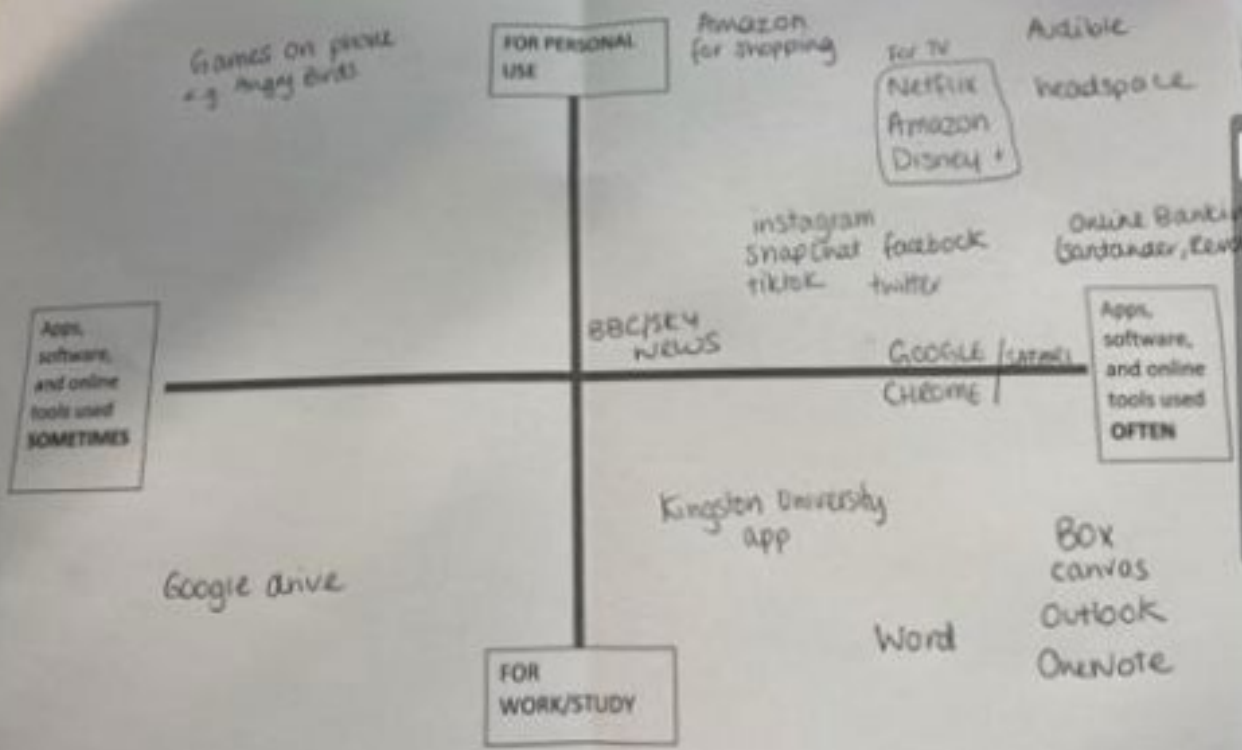 Games on phone
e.g Angry Birds
FOR PERSONAL
USE
Amazon
for shopping
For TV
Netflix
Amazon
Disney +
Audible
headspace
instagram
Snapchat
tiktok
facebook
twitter
Online Bankin
(Santander, Revo
BBC/SKY
NEWS
GOOGLE / SAFARI
CHROME /
Apps,
software,
and online
tools used
SOMETIMES
Apps,
software,
and online
tools used
OFTEN
Kingston University
app
Google drive
Word
Box
canvas
Outlook
OneNote
FOR
WORK/STUDY